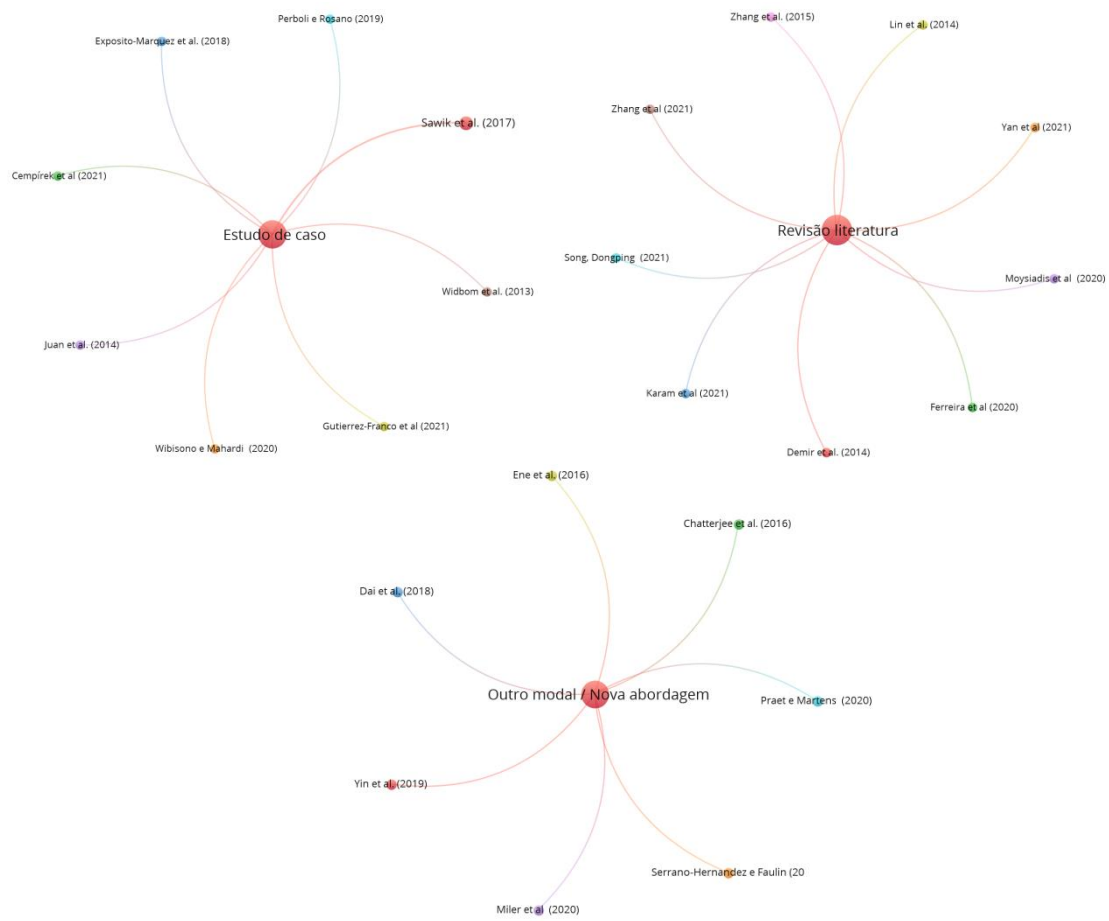 Perboli e Rosano (2019)
Exposito-Marquez et al. (2018)
Sawik et al. (2017)
Cempírek et al (2021)
Estudo de caso
Widbom et al. (2013)
Juan et al. (2014)
Gutierrez-Franco et al (2021)
Wibisono e Mahardi (2020)
Zhang et al. (2015)
Lin et al. (2014)
Zhang et al (2021)
Yan et al (2021)
Revisão literatura
Song, Dongping (2021)
Moysiadis et al (2020)
Karam et al (2021)
Ferreira et al (2020)
Demir et al. (2014)
Ene et al. (2016)
Chatterjee et al. (2016)
Dai et al. (2018)
Outro modal / Nova abordagem
Praet e Martens (2020)
Yin et al. (2019)
Serrano-Hernandez e Faulin (20
Miler et al (2020)